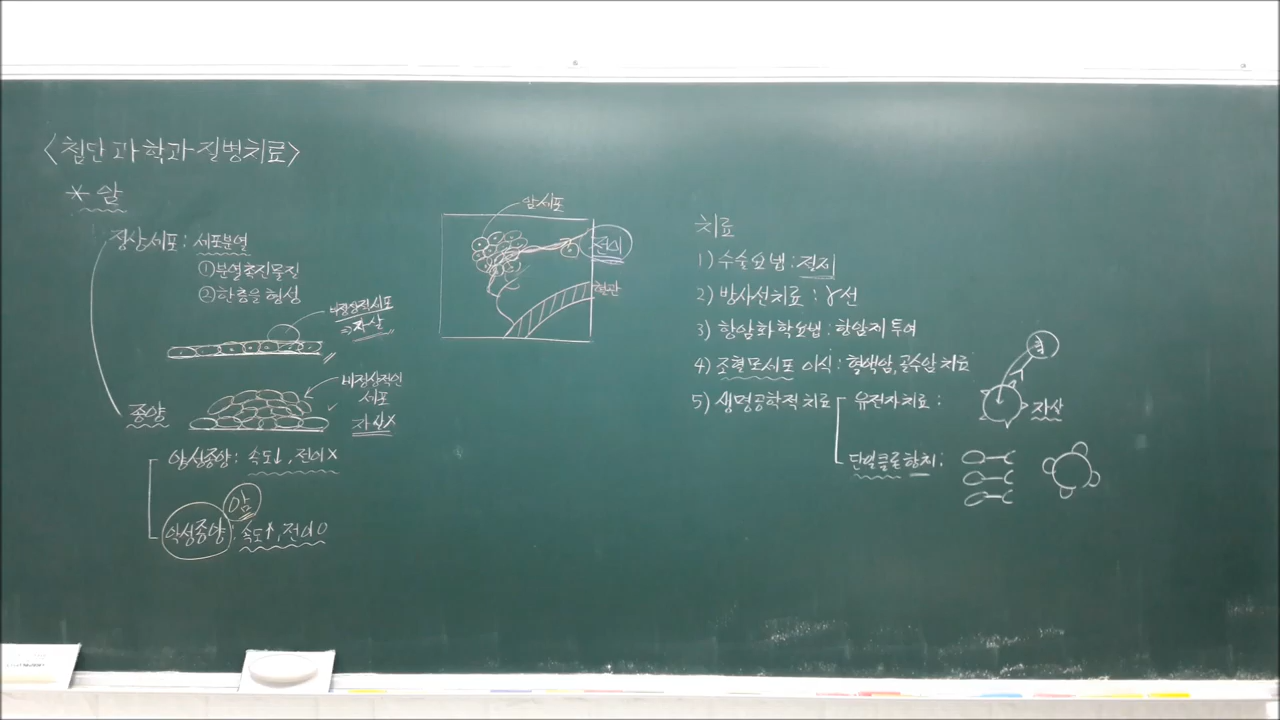 <첨단 과학과 질병치료>
* 암
정상세포: 세포분열
① 분열촉진물질
② 한층을 형성
비정상적세포
⇒ 자살
비정상적인
세포
자살X
종양
양성종양: 속도↓, 전이X
암
악성종양: 속도↑, 전이O
암세포
전이
혈관
치료
1) 수술요법: 절제
2) 방사선치료: γ선
3) 항암화학요법: 항암제 투여
4) 조혈모세포 이식: 혈액암, 골수암 치료
5) 생명공학적 치료
유전자치료:
자살
단일클론항체: